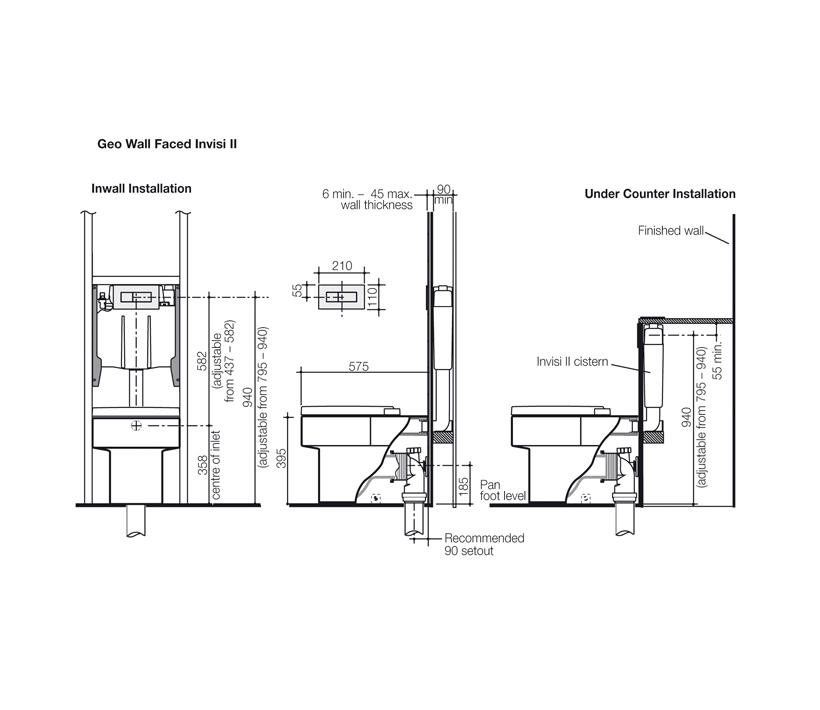 Geo Wall Faced Invisi II
Inwall Installation
582
(adjustable
from 437 – 582)
940
(adjustable from 795 – 940)
358
centre of inlet
6 min. – 45 max.
wall thickness
90
min
210
55
110
575
395
185
Pan
foot level
Recommended
90 setout
Under Counter Installation
Finished wall
Invisi II cistern
55 min.
940
(adjustable from 795 – 940)